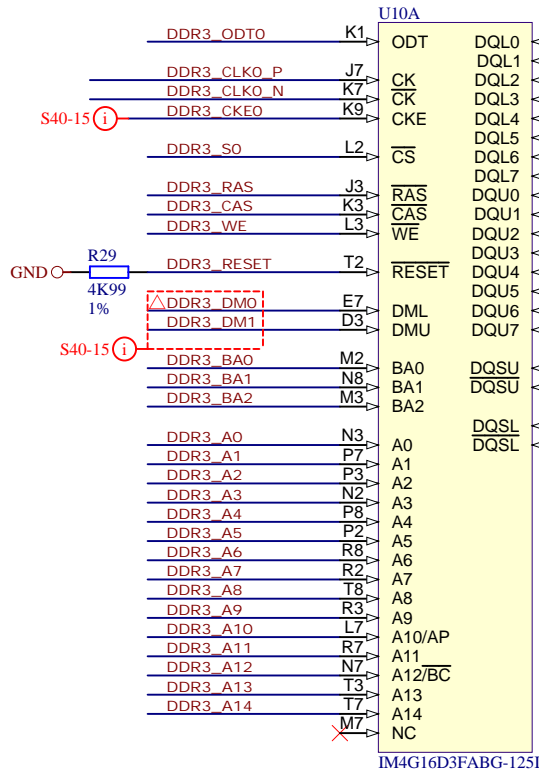 U10A
DDR3_ODT0 K1 ODT DQL0
DQL1
DDR3_CLK0_P J7 CK DQL2
DDR3_CLK0_N K7 CK DQL3
S40-15 i DDR3_CKE0 K9 CKE DQL4
DQL5
DDR3_S0 L2 CS DQL6
DQL7
DDR3_RAS J3 RAS DQU0
DDR3_CAS K3 CAS DQU1
DDR3_WE L3 WE DQU2
R29 DQU3
GND DDR3_RESET T2 RESET DQU4
4K99 DQU5
1% DDR3_DM0 E7 DML DQU6
DDR3_DM1 D3 DMU DQU7
S40-15 i
DDR3_BA0 M2 BA0 DQSU
DDR3_BA1 N8 BA1 DQSU
DDR3_BA2 M3 BA2
DQSL
DDR3_A0 N3 A0 DQSL
DDR3_A1 P7 A1
DDR3_A2 P3 A2
DDR3_A3 N2 A3
DDR3_A4 P8 A4
DDR3_A5 P2 A5
DDR3_A6 R8 A6
DDR3_A7 R2 A7
DDR3_A8 T8 A8
DDR3_A9 R3 A9
DDR3_A10 L7 A10/AP
DDR3_A11 R7 A11
DDR3_A12 N7 A12/BC
DDR3_A13 T3 A13
DDR3_A14 T7 A14
M7 NC